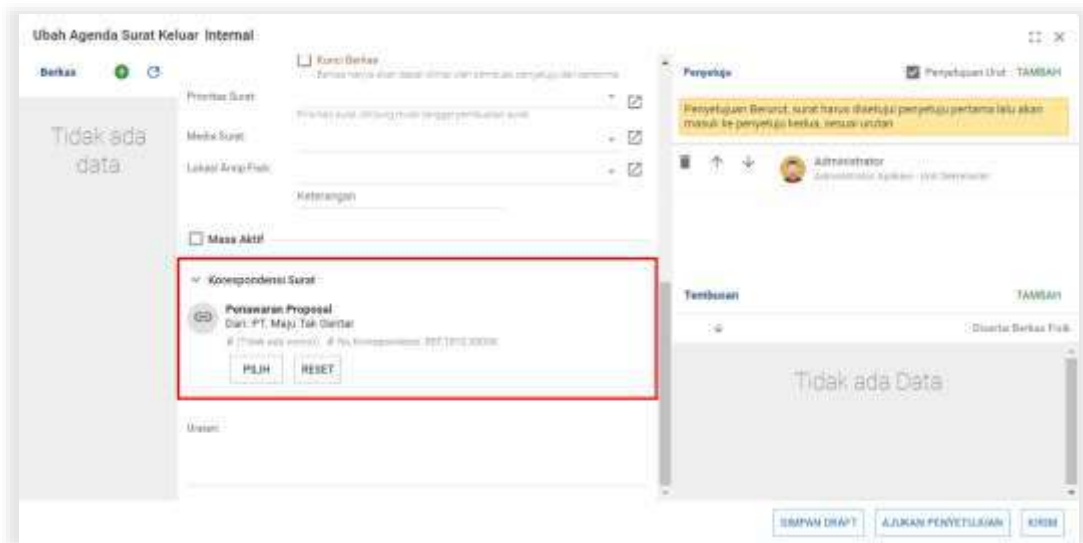 Ubah Agenda Surat Keluar Internal
Berkas
Tidak ada
data
Kunci Berkas
Prioritas Surat
Media Surat
Lokasi Arsip Fisik
Keterangan
Masa Aktif
Korespondensi Surat
Penawaran Proposal
Dari: PT. Maju Tak Gentar
PILIH
RESET
Uraian
Penyetuju
Penyetujuan Urut
TAMBAH
Penyetujuan Berurut, surat harus disetujui penyetuju pertama lalu akan
masuk ke penyetuju kedua, sesuai urutan
Administrator
Tembusan
TAMBAH
Disertai Berkas Fisik
Tidak ada Data
SIMPAN DRAFT
AJUKAN PENYETUJUAN
KIRIM